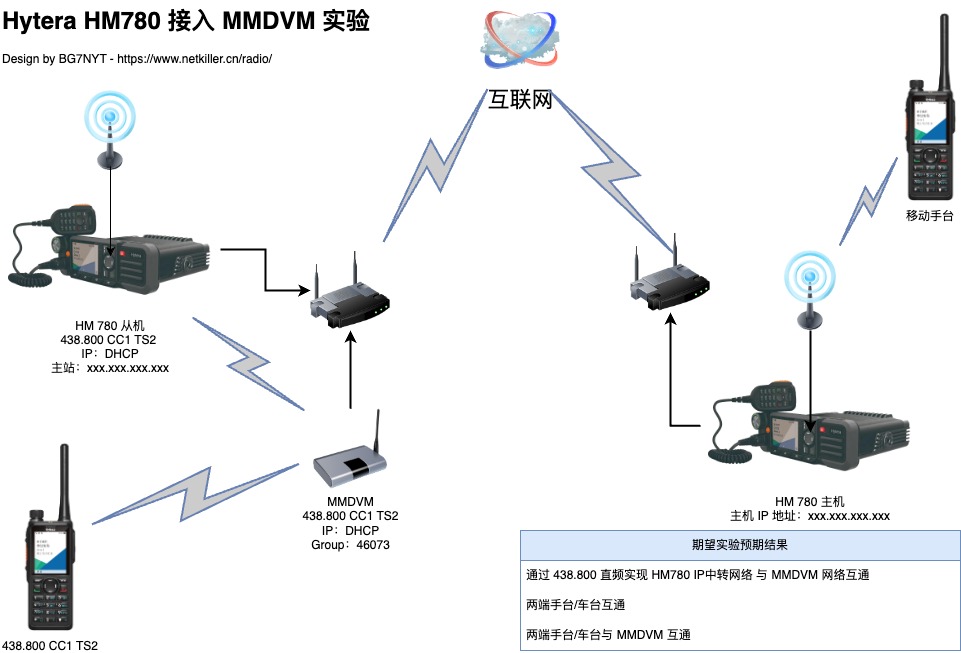 Hytera HM780 接入 MMDVM 实验
Design by BG7NYT - https://www.netkiller.cn/radio/
互联网
移动手台
HM 780 从机
438.800 CC1 TS2
IP：DHCP
主站：xxx.xxx.xxx.xxx
MMDVM
438.800 CC1 TS2
IP：DHCP
Group：46073
HM 780 主机
主机 IP 地址：xxx.xxx.xxx.xxx
438.800 CC1 TS2
期望实验预期结果
通过 438.800 直频实现 HM780 IP中转网络 与 MMDVM 网络互通
两端手台/车台互通
两端手台/车台与 MMDVM 互通